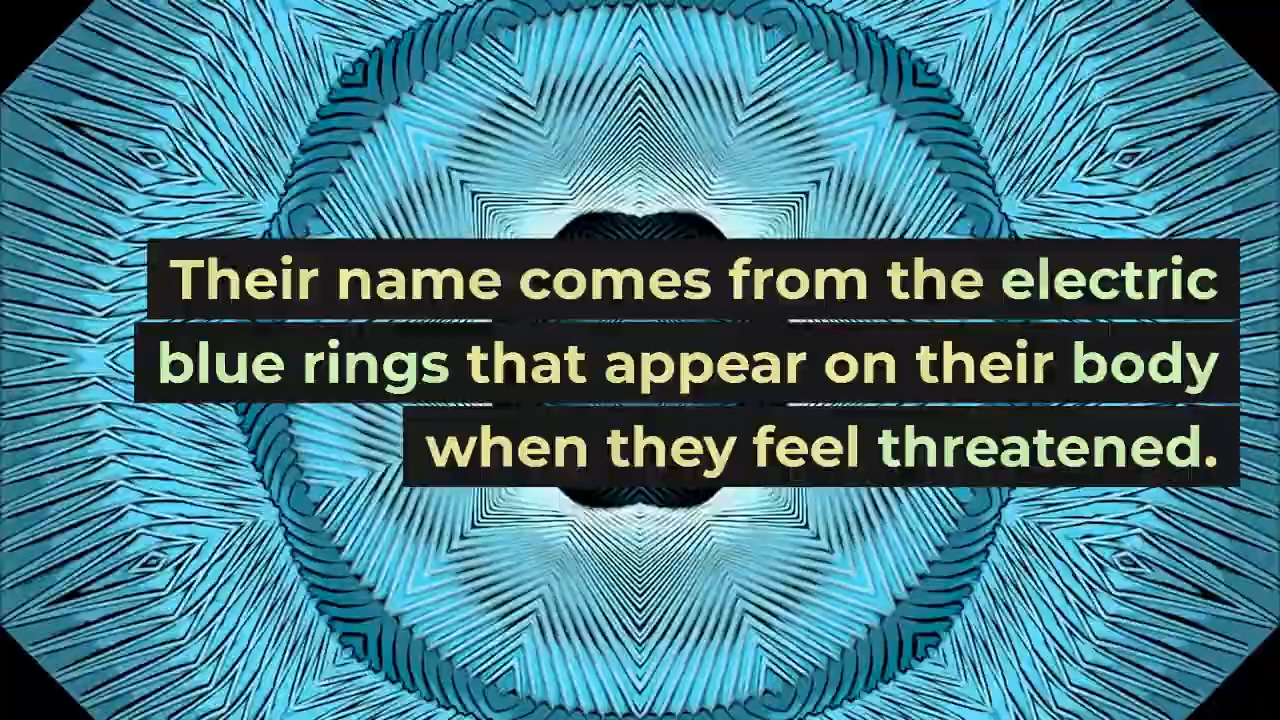 Their name comes from the electric
blue rings that appear on their body
when they feel threatened.